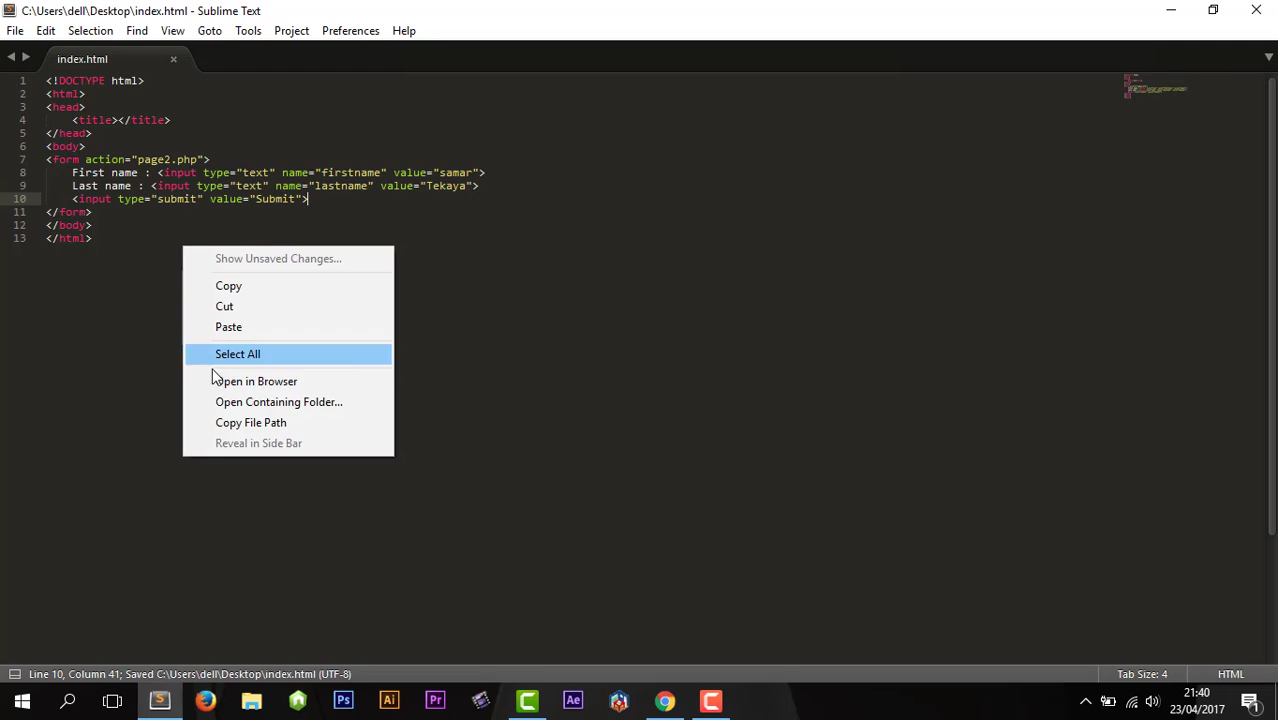 C:\Users\dell\Desktop\index.html - Sublime Text
File Edit Selection Find View Goto Tools Project Preferences Help
index.html ×
1 <!DOCTYPE html>
2 <html>
3 <head>
4 <title></title>
5 </head>
6 <body>
7 <form action="page2.php">
8 First name : <input type="text" name="firstname" value="samar">
9 Last name : <input type="text" name="lastname" value="Tekaya">
10 <input type="submit" value="Submit">
11 </form>
12 </body>
13 </html>
Show Unsaved Changes...
Copy
Cut
Paste
Select All
Open in Browser
Open Containing Folder...
Copy File Path
Reveal in Side Bar
Line 10, Column 41; Saved C:\Users\dell\Desktop\index.html (UTF-8) Tab Size: 4 HTML
S Ps Ai Pr C Ae C 21:40
23/04/2017 1